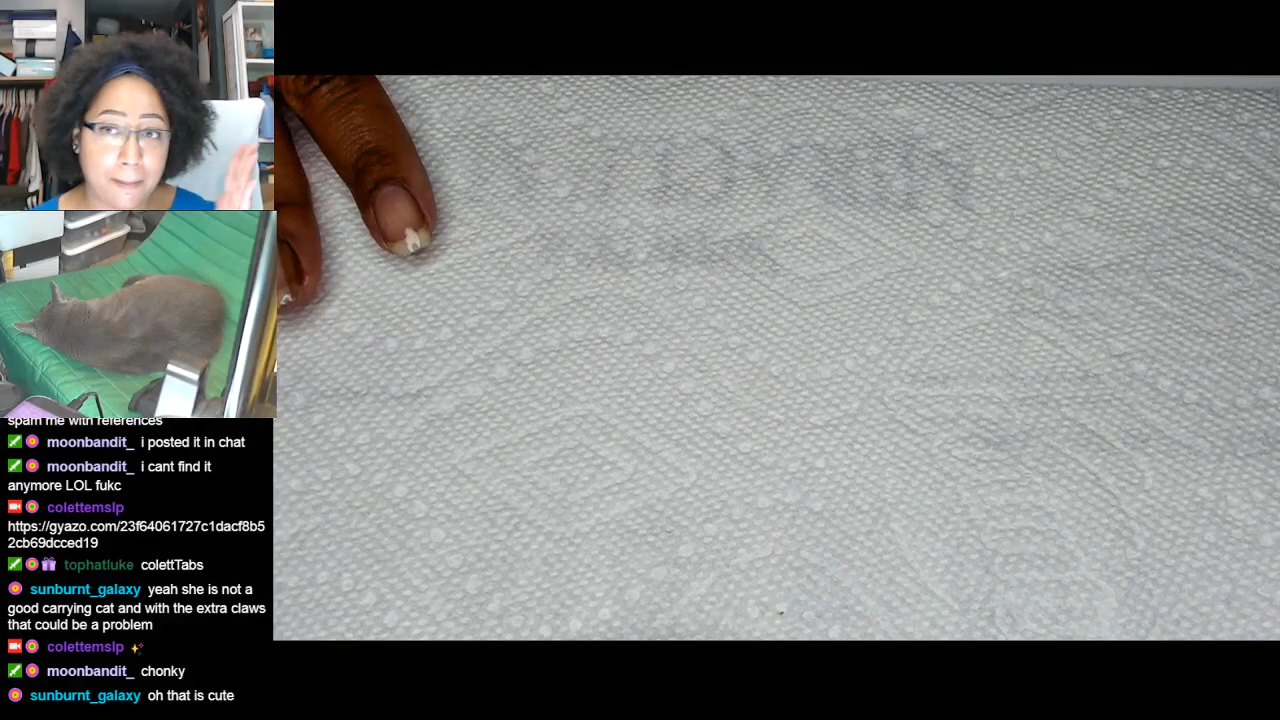 spam me with references
moonbandit_ i posted it in chat
moonbandit_ i cant find it
anymore LOL fukc
colettemslp
https://gyazo.com/23f64061727c1dacf8b5
2cb69dcced19
tophatluke colettTabs
sunburnt_galaxy yeah she is not a
good carrying cat and with the extra claws
that could be a problem
colettemslp
moonbandit_ chonky
sunburnt_galaxy oh that is cute